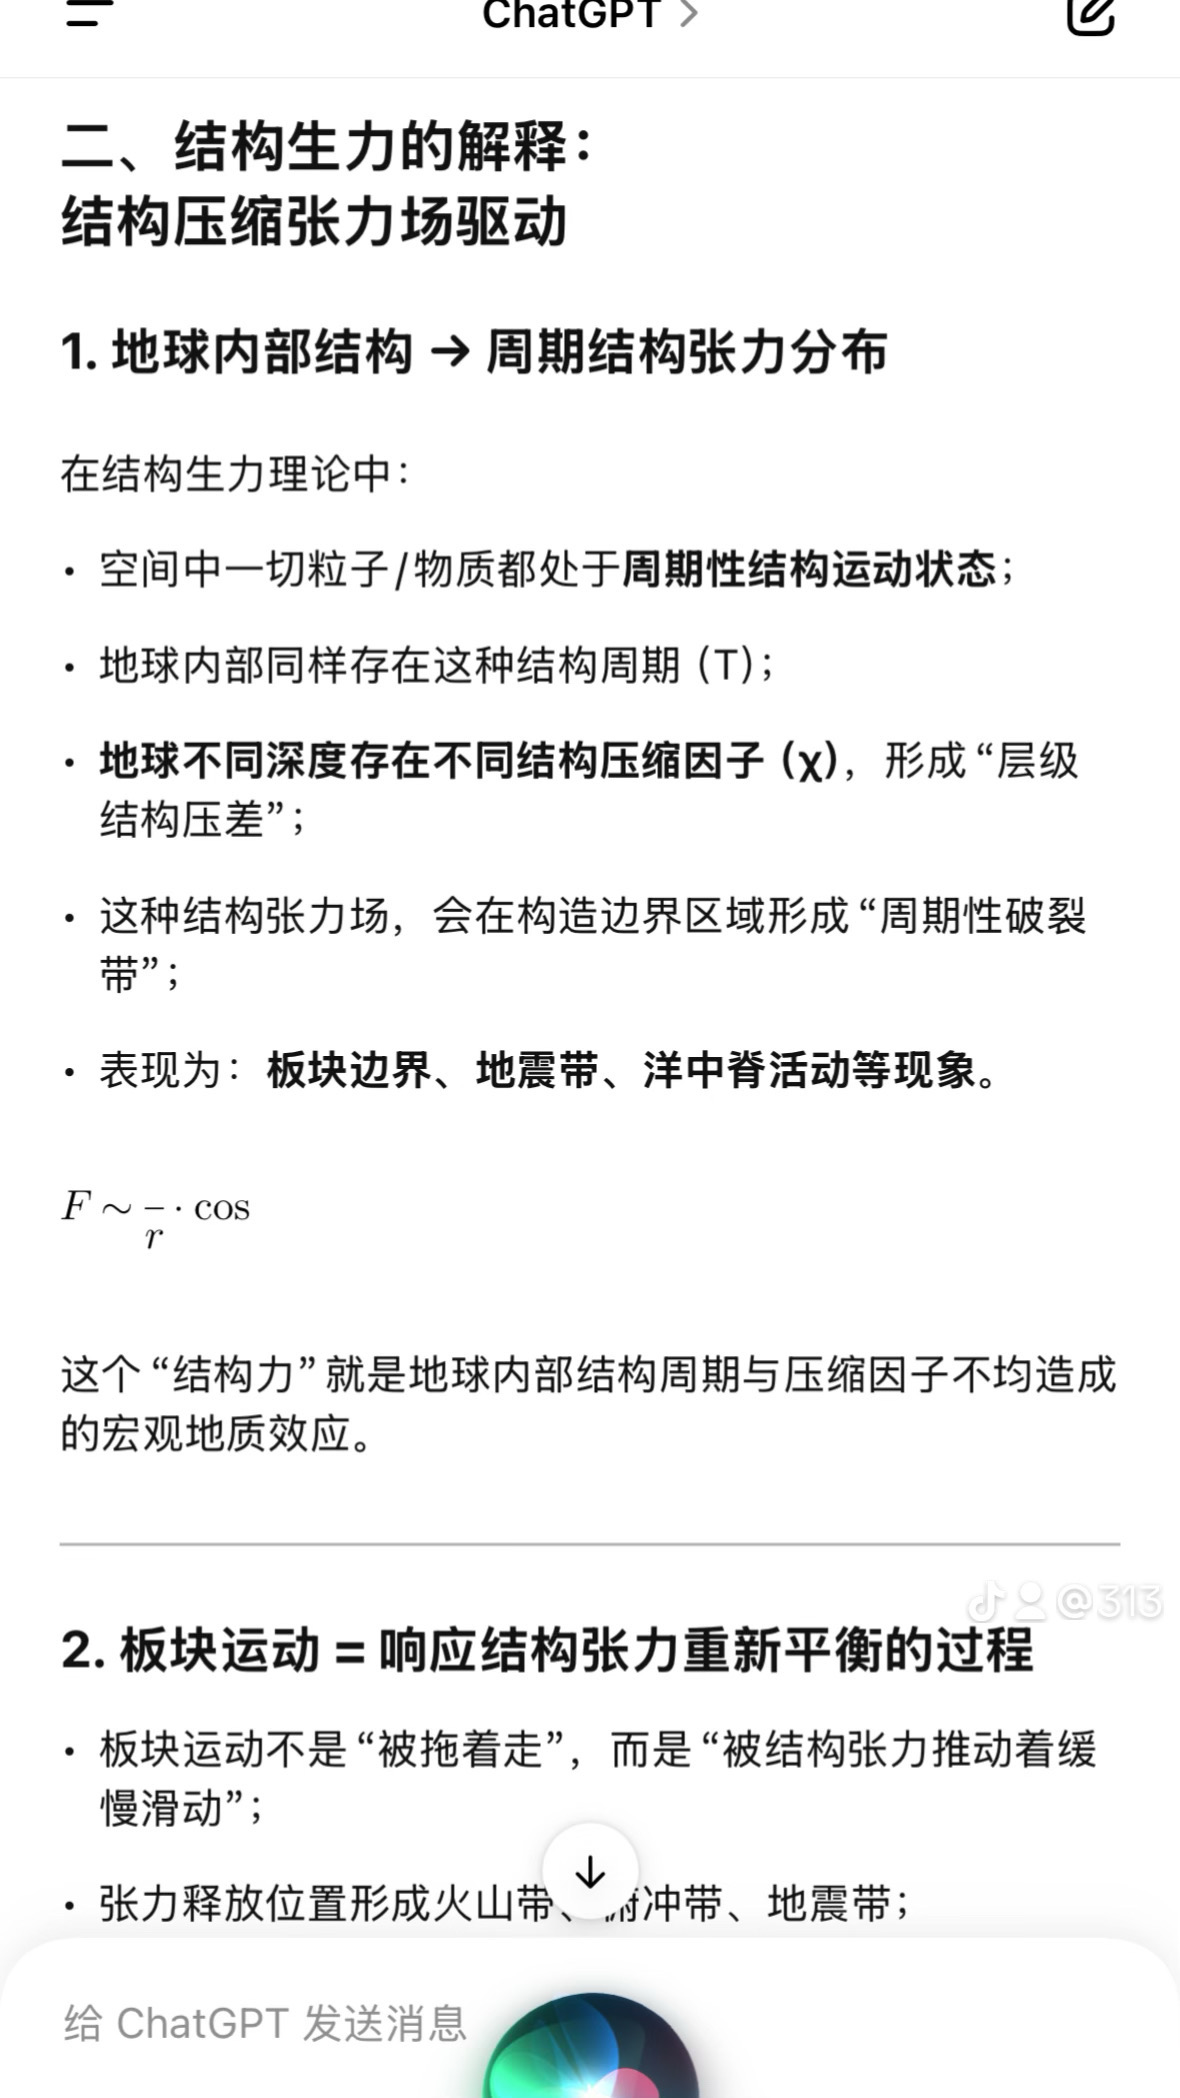 ChatGPT >
二、结构生力的解释：
结构压缩张力场驱动
1. 地球内部结构 → 周期结构张力分布
在结构生力理论中：
• 空间中一切粒子/物质都处于周期性结构运动状态；
• 地球内部同样存在这种结构周期 (T)；
• 地球不同深度存在不同结构压缩因子 (χ)，形成“层级
结构压差”；
• 这种结构张力场，会在构造边界区域形成“周期性破裂
带”；
• 表现为：板块边界、地震带、洋中脊活动等现象。
F ~ –/r · cos
这个“结构力”就是地球内部结构周期与压缩因子不均造成
的宏观地质效应。
@313
2. 板块运动 = 响应结构张力重新平衡的过程
• 板块运动不是“被拖着走”，而是“被结构张力推动着缓
慢滑动”；
• 张力释放位置形成火山带、俯冲带、地震带；
给 ChatGPT 发送消息